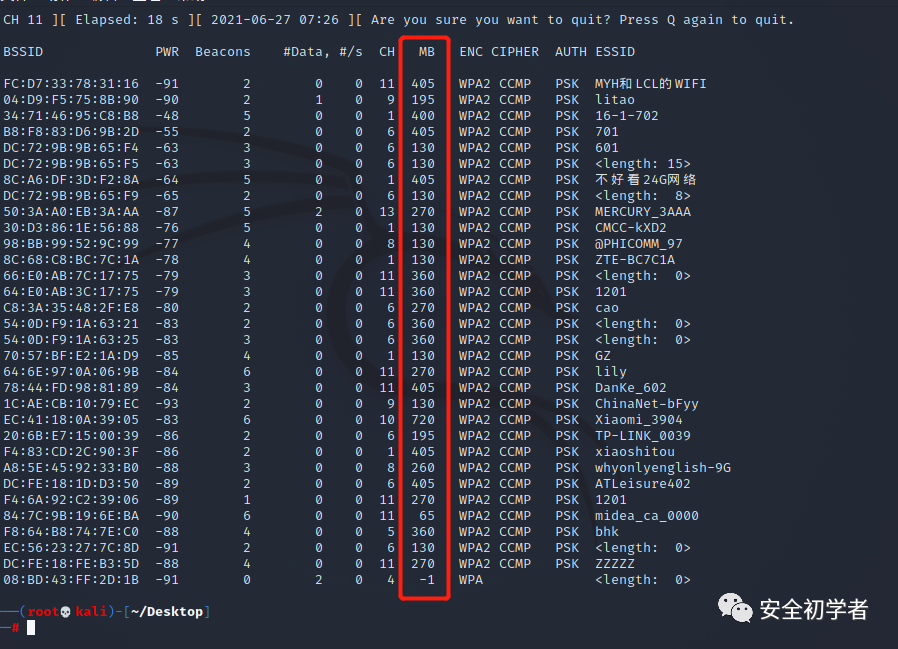 CH 11 ][ Elapsed: 18 s ][ 2021-06-27 07:26 ][ Are you sure you want to quit? Press Q again to quit.
BSSID PWR Beacons #Data, #/s CH MB ENC CIPHER AUTH ESSID
FC:D7:33:78:31:16 -91 2 0 0 11 405 WPA2 CCMP PSK MYH和LCL的WIFI
04:D9:F5:75:8B:90 -90 2 1 0 9 195 WPA2 CCMP PSK litao
34:71:46:95:C8:B8 -48 5 0 0 1 400 WPA2 CCMP PSK 16-1-702
B8:F8:83:D6:9B:2D -55 2 0 0 6 405 WPA2 CCMP PSK 701
DC:72:9B:9B:65:F4 -63 3 0 0 6 130 WPA2 CCMP PSK 601
DC:72:9B:9B:65:F5 -63 3 0 0 6 130 WPA2 CCMP PSK <length: 15>
8C:A6:DF:3D:F2:8A -64 5 0 0 1 405 WPA2 CCMP PSK 不好看24G网络
DC:72:9B:9B:65:F9 -65 2 0 0 6 130 WPA2 CCMP PSK <length: 8>
50:3A:A0:EB:3A:AA -87 5 2 0 13 270 WPA2 CCMP PSK MERCURY_3AAA
30:D3:86:1E:56:88 -76 5 0 0 1 130 WPA2 CCMP PSK CMCC-kXD2
98:BB:99:52:9C:99 -77 4 0 0 8 130 WPA2 CCMP PSK @PHICOMM_97
8C:68:C8:BC:7C:1A -78 4 0 0 1 130 WPA2 CCMP PSK ZTE-BC7C1A
66:E0:AB:7C:17:75 -79 3 0 0 11 360 WPA2 CCMP PSK <length: 0>
64:E0:AB:3C:17:75 -79 3 0 0 11 360 WPA2 CCMP PSK 1201
C8:3A:35:48:2F:E8 -80 2 0 0 6 270 WPA2 CCMP PSK cao
54:0D:F9:1A:63:21 -83 2 0 0 6 360 WPA2 CCMP PSK <length: 0>
54:0D:F9:1A:63:25 -83 3 0 0 6 360 WPA2 CCMP PSK <length: 0>
70:57:BF:E2:1A:D9 -85 4 0 0 1 130 WPA2 CCMP PSK GZ
64:6E:97:0A:06:9B -84 6 0 0 11 270 WPA2 CCMP PSK lily
78:44:FD:98:81:89 -84 3 0 0 11 405 WPA2 CCMP PSK DanKe_602
1C:AE:CB:10:79:EC -93 2 0 0 9 130 WPA2 CCMP PSK ChinaNet-bFyy
EC:41:18:0A:39:05 -83 6 0 0 10 720 WPA2 CCMP PSK Xiaomi_3904
20:6B:E7:15:00:39 -86 2 0 0 6 195 WPA2 CCMP PSK TP-LINK_0039
F4:83:CD:2C:90:3F -86 2 0 0 1 405 WPA2 CCMP PSK xiaoshitou
A8:5E:45:92:33:B0 -88 3 0 0 8 260 WPA2 CCMP PSK whyonlyenglish-9G
DC:FE:18:1D:D3:50 -89 2 0 0 6 405 WPA2 CCMP PSK ATLeisure402
F4:6A:92:C2:39:06 -89 1 0 0 11 270 WPA2 CCMP PSK 1201
84:7C:9B:19:6E:BA -90 6 0 0 11 65 WPA2 CCMP PSK midea_ca_0000
F8:64:B8:74:7E:C0 -88 4 0 0 5 360 WPA2 CCMP PSK bhk
EC:56:23:27:7C:8D -91 2 0 0 6 130 WPA2 CCMP PSK <length: 0>
DC:FE:18:FE:B3:5D -88 4 0 0 11 270 WPA2 CCMP PSK ZZZZZ
08:BD:43:FF:2D:1B -91 0 2 0 4 -1 WPA <length: 0>
──(root💀kali)-[~/Desktop]
─#
安全初学者